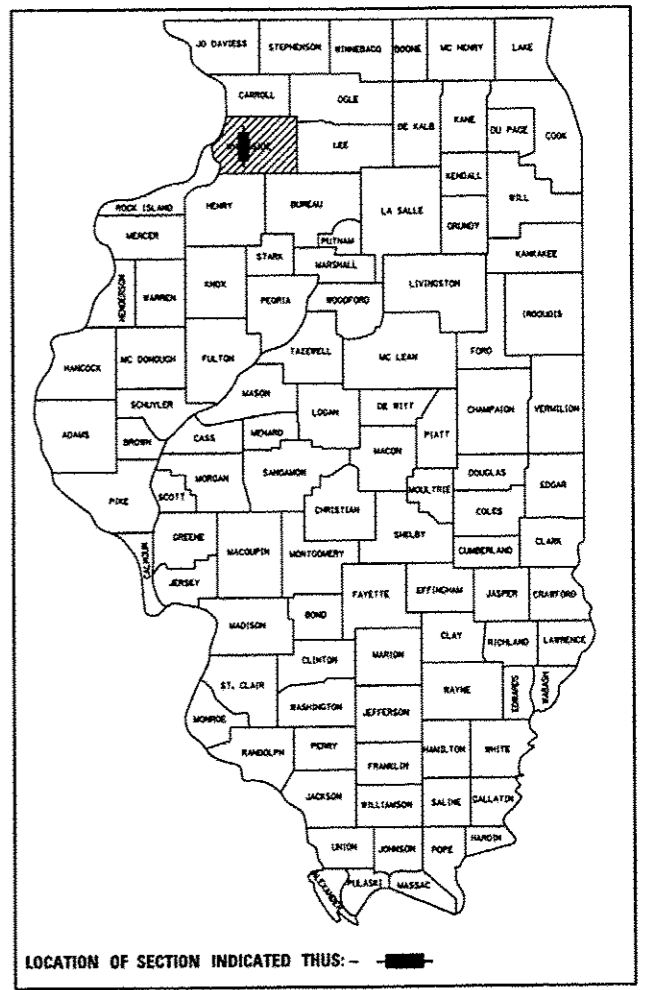 JO DAVIESS STEPHENSON WINNEBAGO BOONE MC HENRY LAKE
CARROLL OGLE DE KALB KANE DU PAGE COOK
LEE
KENDALL WILL
ROCK ISLAND HENRY BUREAU LA SALLE GRUNDY
MERCER PUTNAM KANKAKEE
STARK MARSHALL LIVINGSTON
HENDERSON WARREN KNOX PEORIA WOODFORD IROQUOIS
TAZEWELL FORD
HANCOCK MC DONOUGH FULTON MC LEAN
MASON
SCHUYLER LOGAN DE WITT CHAMPAION VERMILION
ADAMS BROWN CASS MENARD MACON PIATT
MORGAN SANGAMON DOUGLAS EDGAR
PIKE SCOTT CHRISTIAN MOULTRIE COLES
GREENE SHELBY CUMBERLAND CLARK
CALHOUN MACOUPIN MONTGOMERY
JERSEY FAYETTE EFFINGHAM JASPER CRAWFORD
MADISON BOND
CLAY RICHLAND LAWRENCE
CLINTON MARION
ST. CLAIR WAYNE EDWARDS WABASH
MONROE WASHINGTON JEFFERSON
RANDOLPH PERRY HAMILTON WHITE
FRANKLIN
JACKSON WILLIAMSON SALINE GALLATIN
UNION JOHNSON POPE HARDIN
ALEXANDER PULASKI MASSAC
LOCATION OF SECTION INDICATED THUS: -